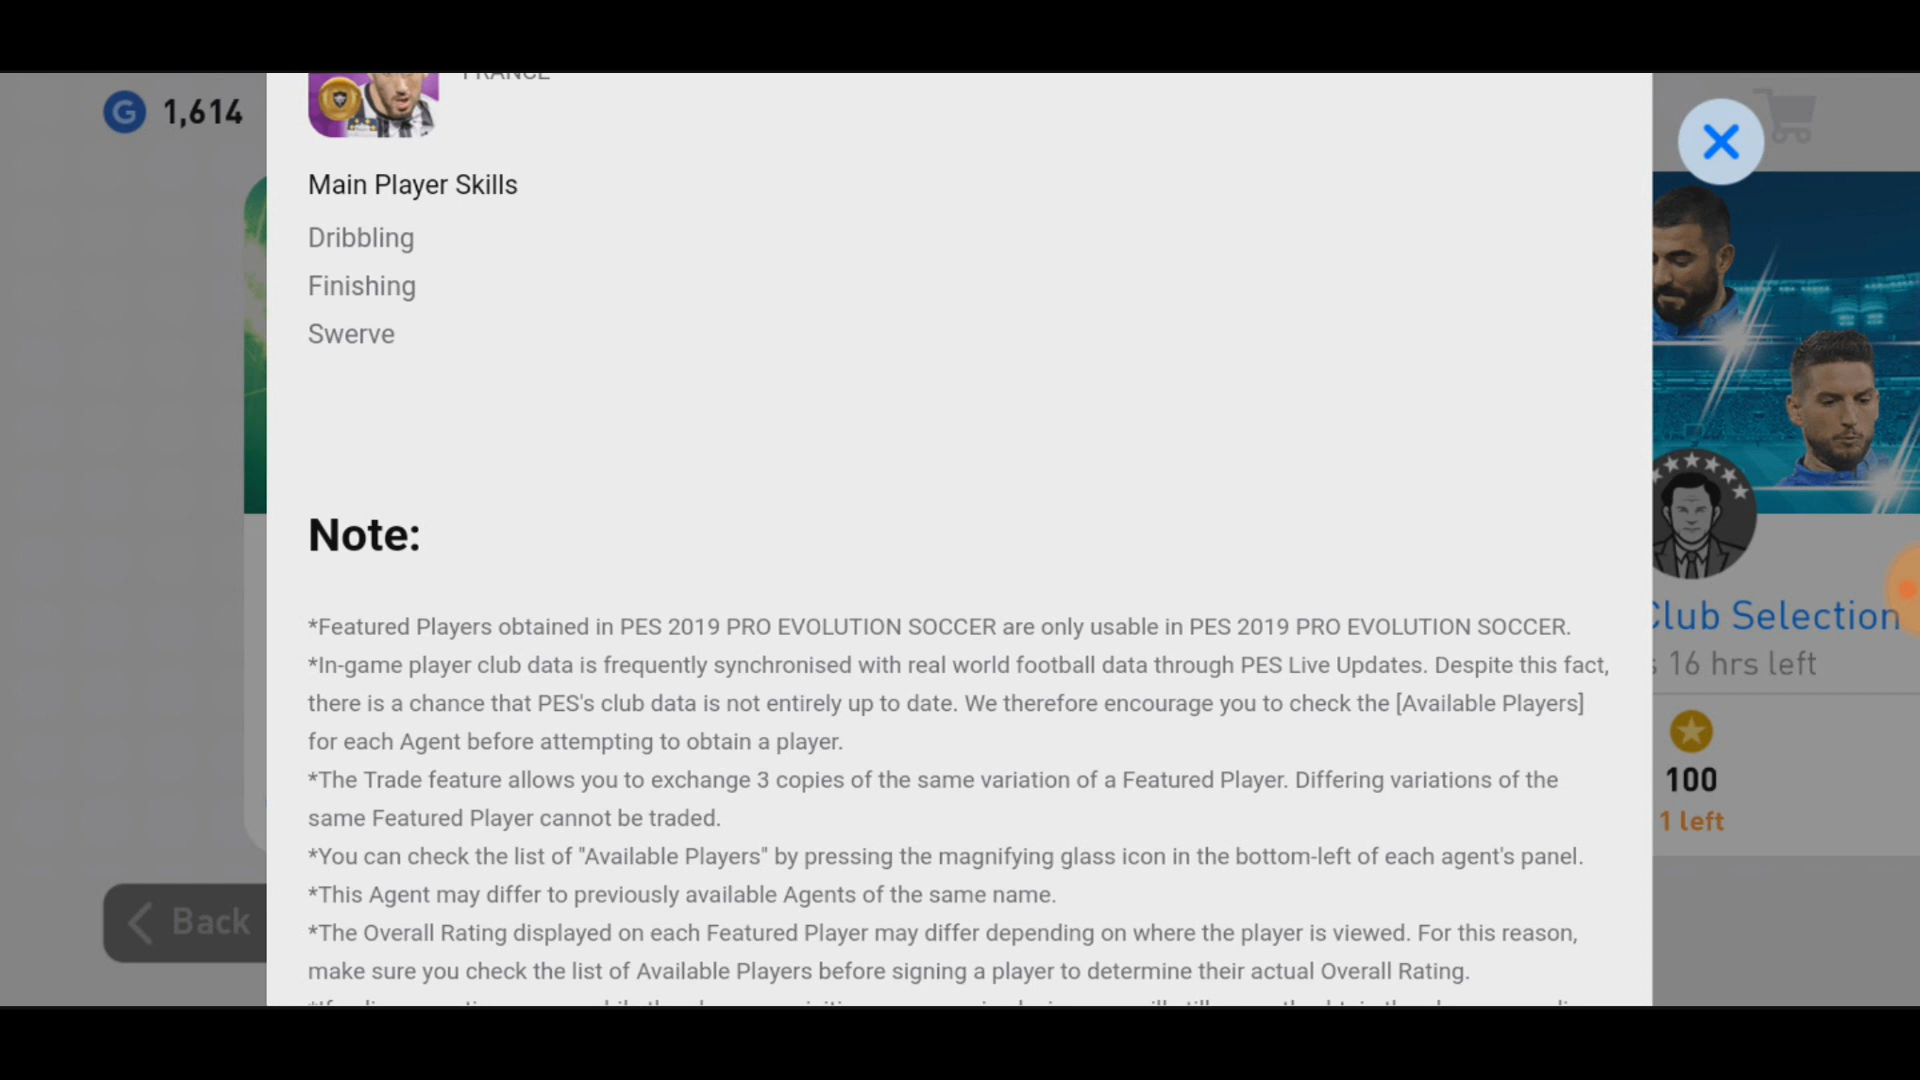 FRANCE
G 1,614
Main Player Skills
Dribbling
Finishing
Swerve
Note:
*Featured Players obtained in PES 2019 PRO EVOLUTION SOCCER are only usable in PES 2019 PRO EVOLUTION SOCCER.
*In-game player club data is frequently synchronised with real world football data through PES Live Updates. Despite this fact,
there is a chance that PES's club data is not entirely up to date. We therefore encourage you to check the [Available Players]
for each Agent before attempting to obtain a player.
*The Trade feature allows you to exchange 3 copies of the same variation of a Featured Player. Differing variations of the
same Featured Player cannot be traded.
*You can check the list of "Available Players" by pressing the magnifying glass icon in the bottom-left of each agent's panel.
*This Agent may differ to previously available Agents of the same name.
*The Overall Rating displayed on each Featured Player may differ depending on where the player is viewed. For this reason,
make sure you check the list of Available Players before signing a player to determine their actual Overall Rating.
Club Selection
16 hrs left
100
1 left
Back